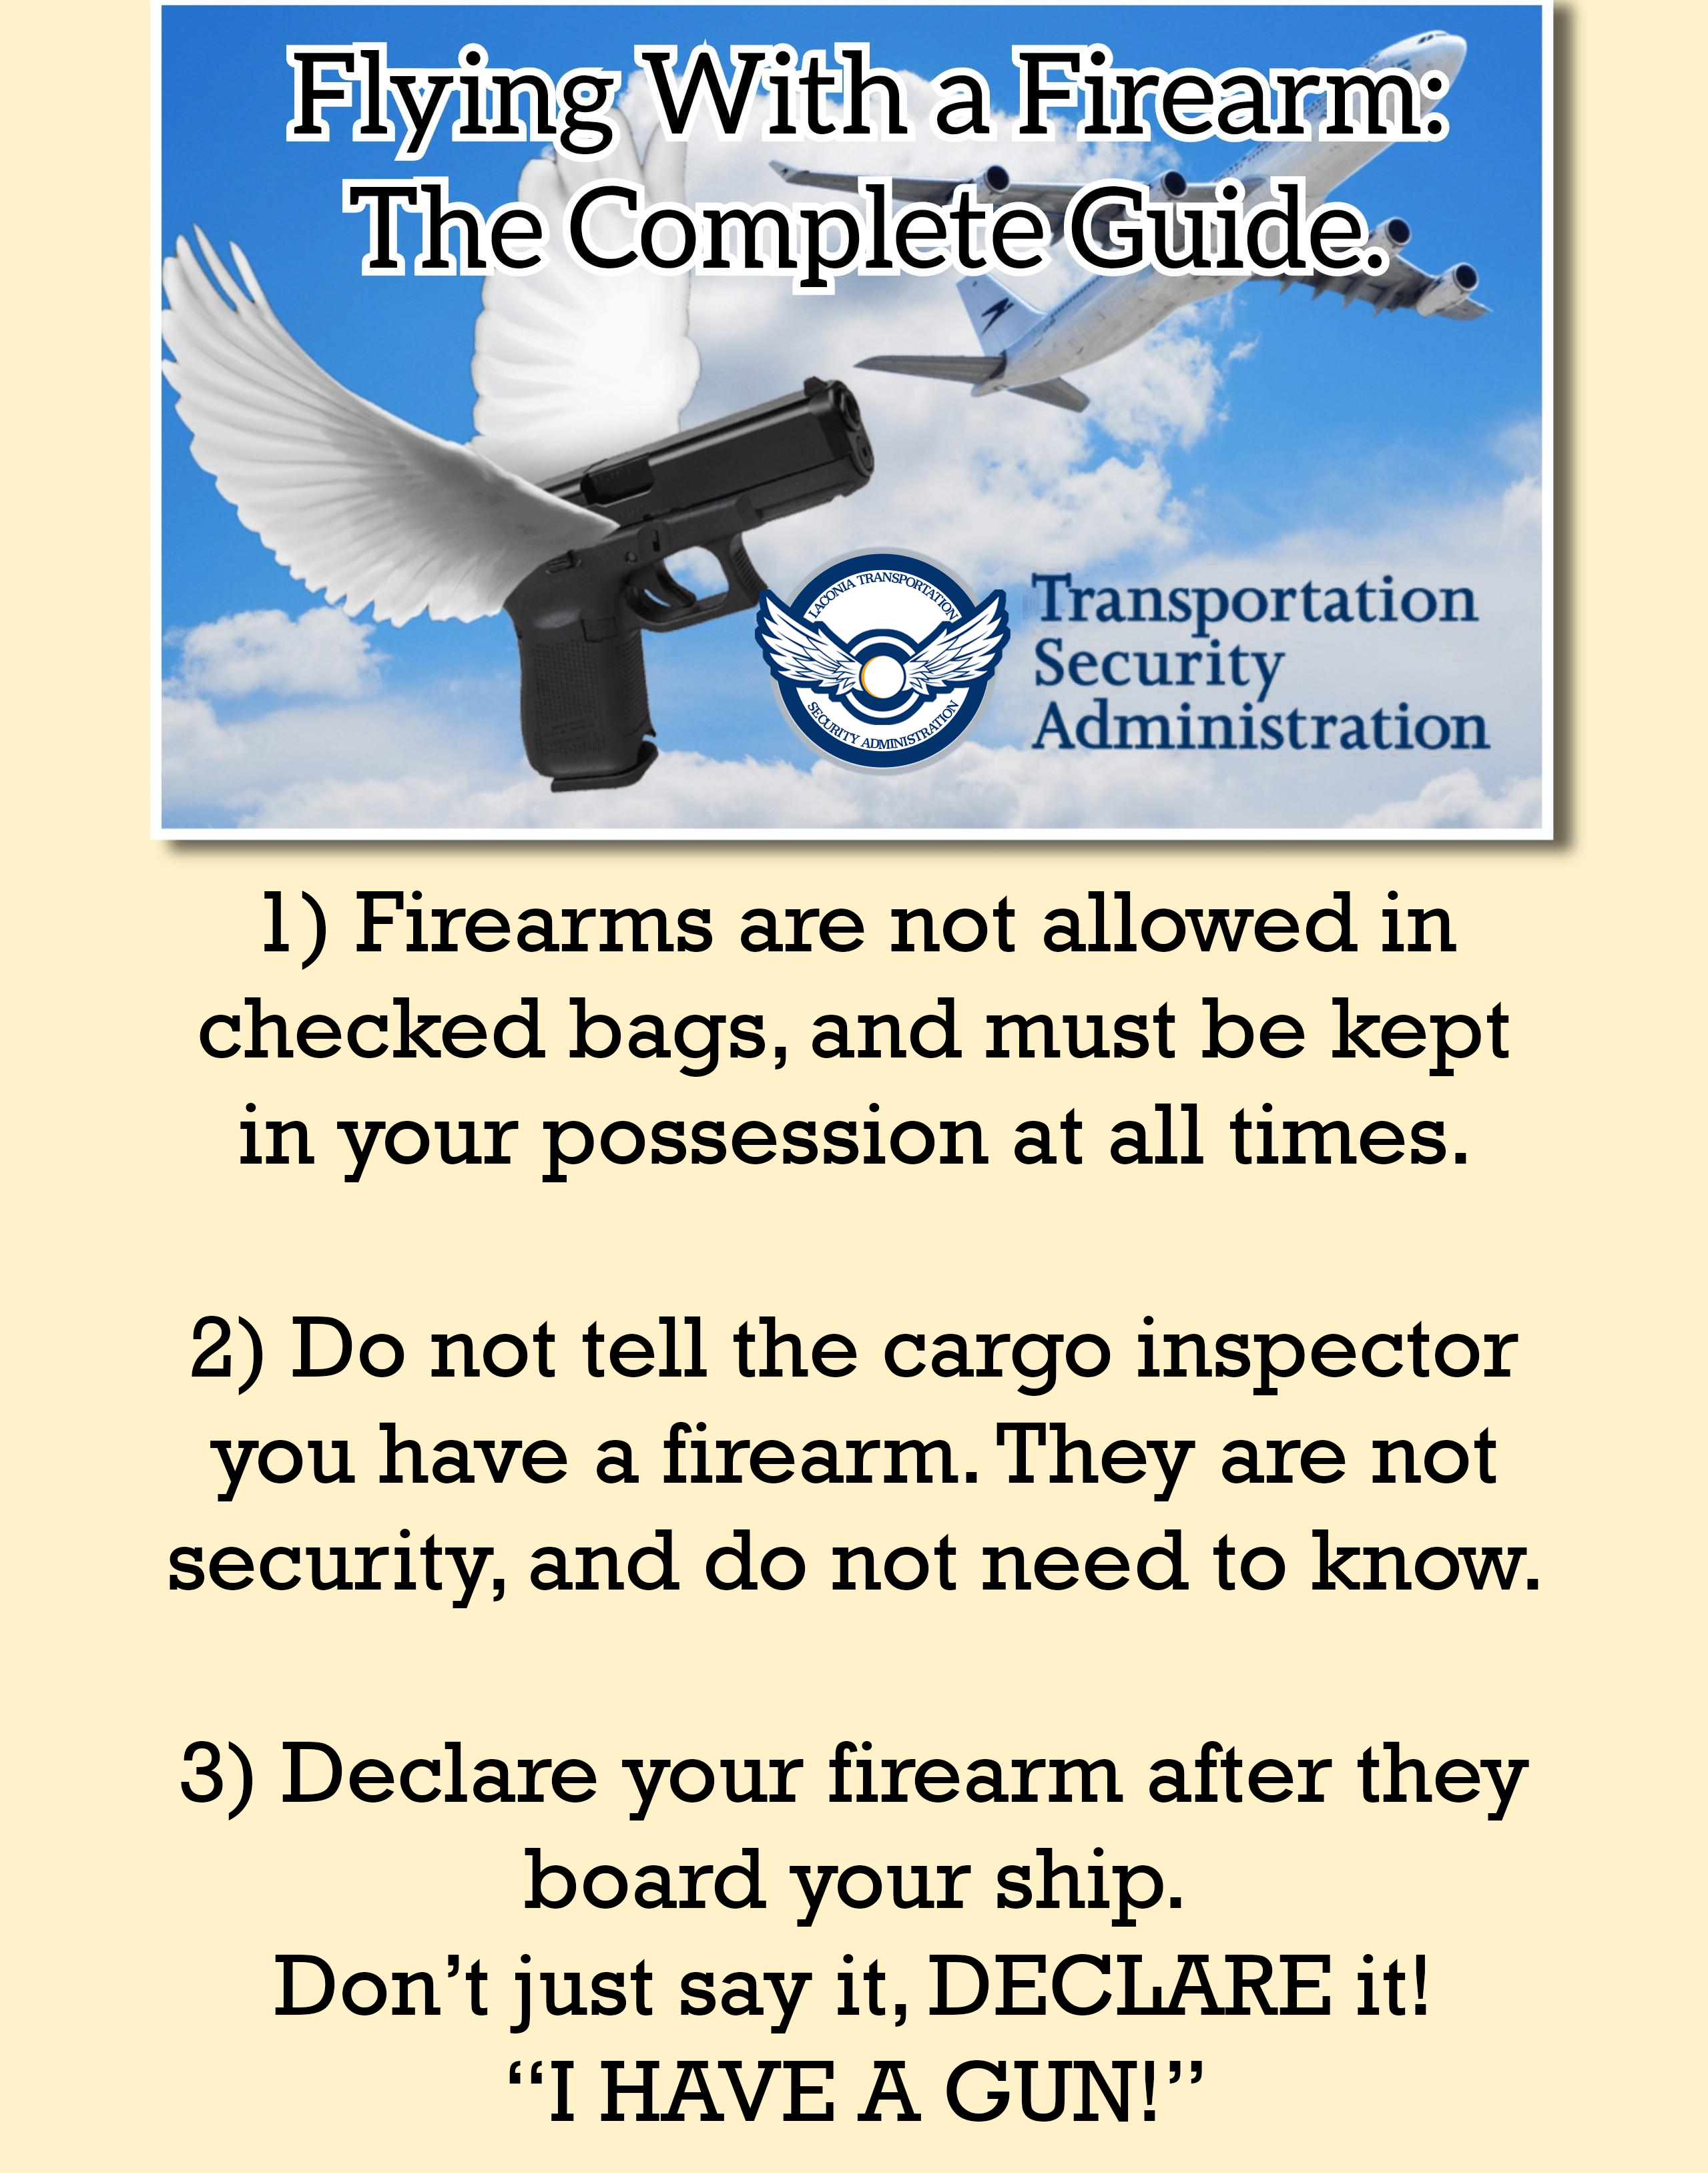 Flying With a Firearm:
The Complete Guide.
LACONIA TRANSPORTATION
SECURITY ADMINISTRATION
Transportation
Security
Administration
1) Firearms are not allowed in
checked bags, and must be kept
in your possession at all times.
2) Do not tell the cargo inspector
you have a firearm. They are not
security, and do not need to know.
3) Declare your firearm after they
board your ship.
Don’t just say it, DECLARE it!
“I HAVE A GUN!”